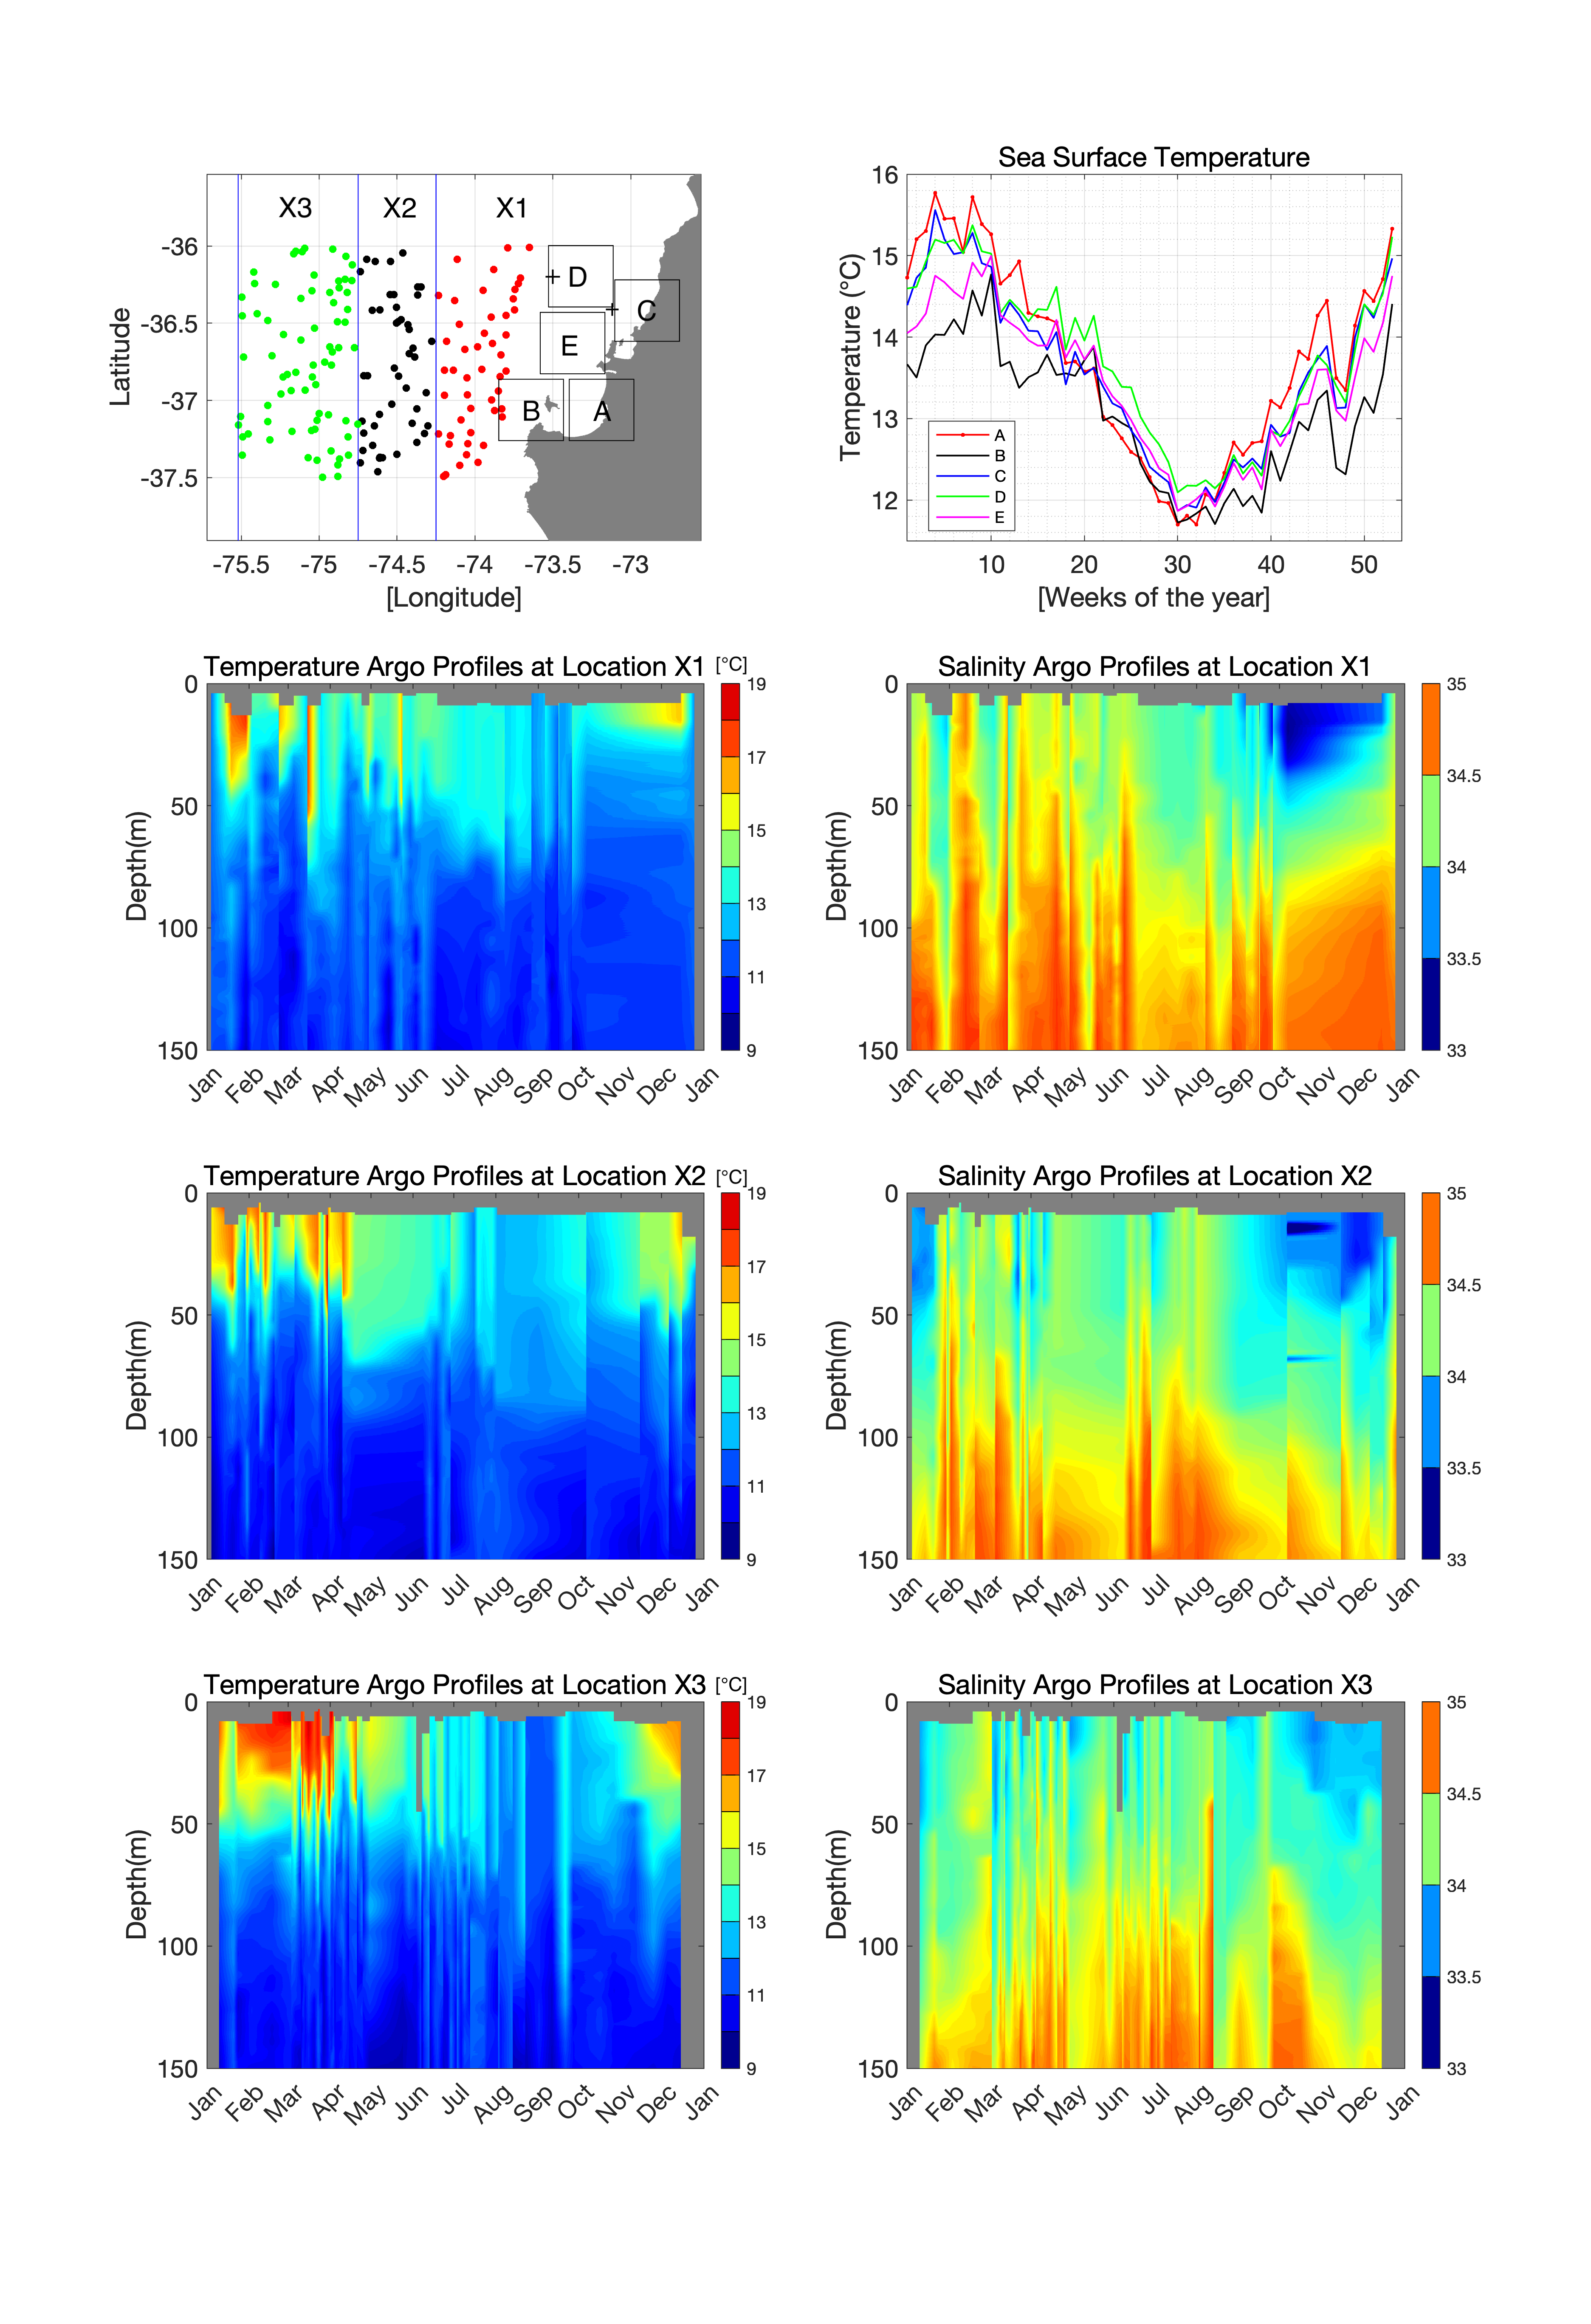 X3 X2 X1
D
C
E
B A
-36
-36.5
-37
-37.5
Latitude
-75.5 -75 -74.5 -74 -73.5 -73
[Longitude]
Sea Surface Temperature
16
15
14
13
12
Temperature (°C)
A
B
C
D
E
10 20 30 40 50
[Weeks of the year]
Temperature Argo Profiles at Location X1 [°C]
0
50
100
150
Depth(m)
Jan Feb Mar Apr May Jun Jul Aug Sep Oct Nov Dec Jan
19
17
15
13
11
9
Salinity Argo Profiles at Location X1
0
50
100
150
Depth(m)
Jan Feb Mar Apr May Jun Jul Aug Sep Oct Nov Dec Jan
35
34.5
34
33.5
33
Temperature Argo Profiles at Location X2 [°C]
0
50
100
150
Depth(m)
Jan Feb Mar Apr May Jun Jul Aug Sep Oct Nov Dec Jan
19
17
15
13
11
9
Salinity Argo Profiles at Location X2
0
50
100
150
Depth(m)
Jan Feb Mar Apr May Jun Jul Aug Sep Oct Nov Dec Jan
35
34.5
34
33.5
33
Temperature Argo Profiles at Location X3 [°C]
0
50
100
150
Depth(m)
Jan Feb Mar Apr May Jun Jul Aug Sep Oct Nov Dec Jan
19
17
15
13
11
9
Salinity Argo Profiles at Location X3
0
50
100
150
Depth(m)
Jan Feb Mar Apr May Jun Jul Aug Sep Oct Nov Dec Jan
35
34.5
34
33.5
33